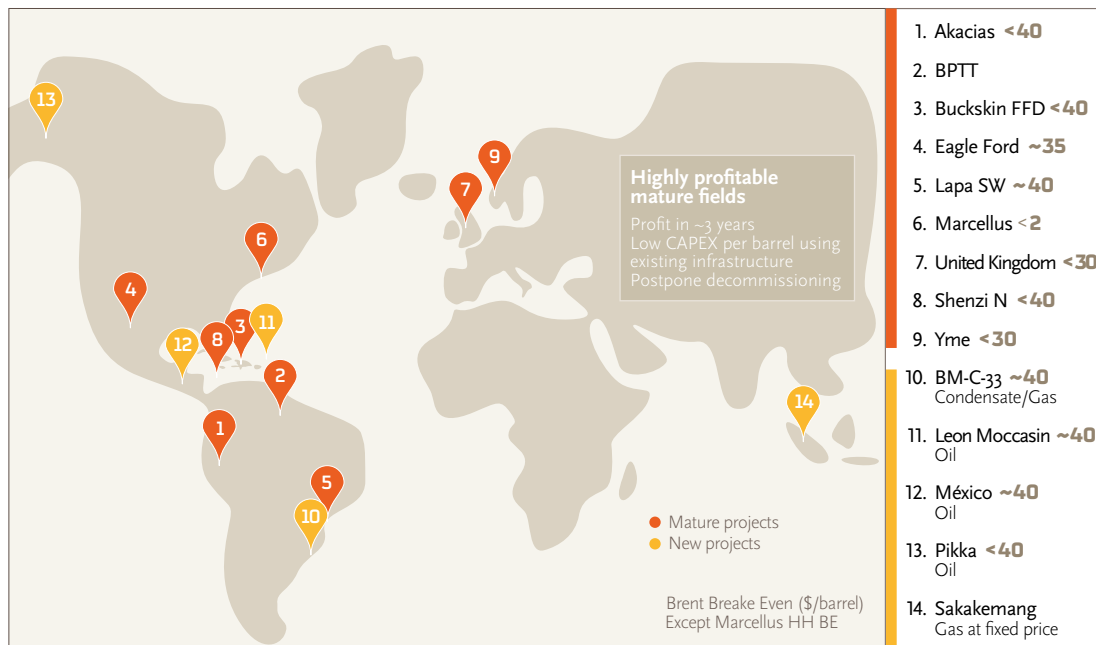 13
9
7
6
4
3
11
8
12
2
14
1
5
10
Highly profitable
mature fields
Profit in ~3 years
Low CAPEX per barrel using
existing infrastructure
Postpone decommissioning
Mature projects
New projects
Brent Breake Even ($/barrel)
Except Marcellus HH BE
1. Akacias <40
2. BPTT
3. Buckskin FFD <40
4. Eagle Ford ~35
5. Lapa SW ~40
6. Marcellus <2
7. United Kingdom <30
8. Shenzi N <40
9. Yme <30
10. BM-C-33 ~40
Condensate/Gas
11. Leon Moccasin ~40
Oil
12. México ~40
Oil
13. Pikka <40
Oil
14. Sakakemang
Gas at fixed price